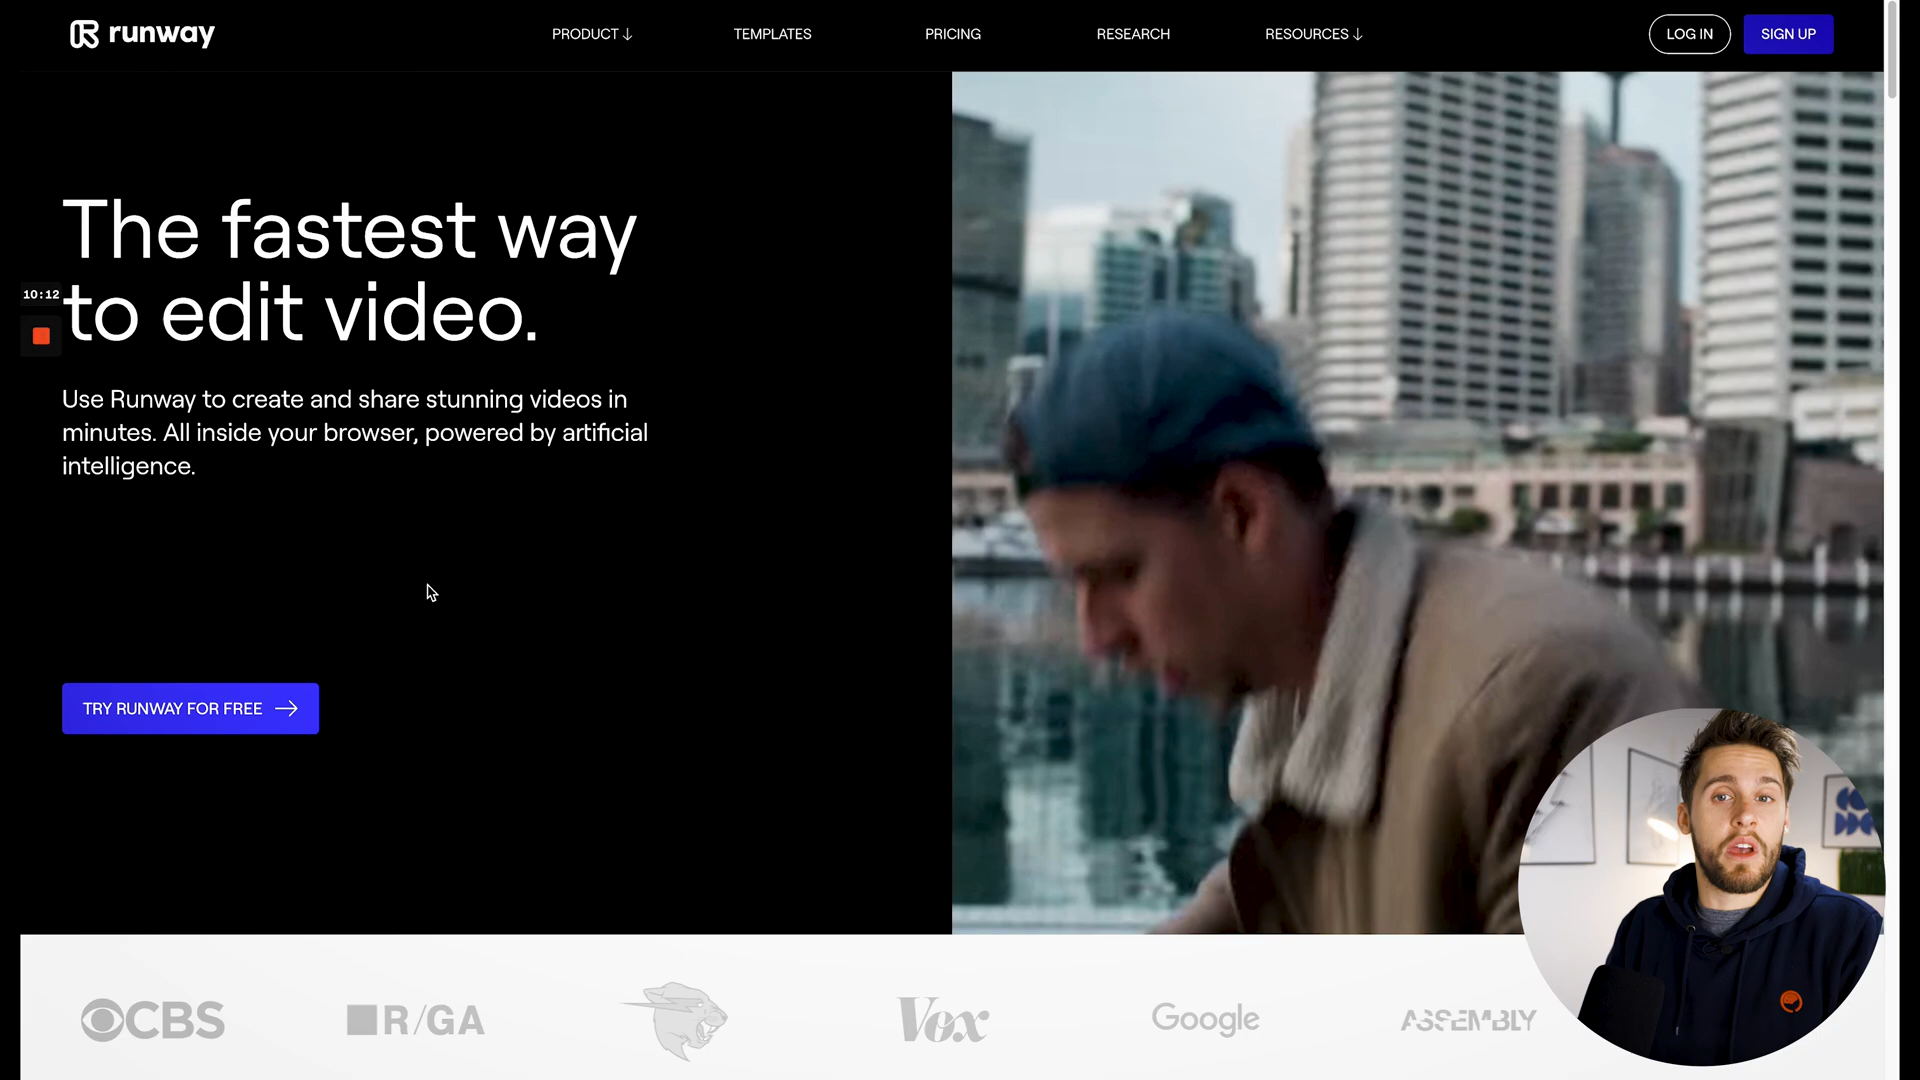 runway
PRODUCT ↓
TEMPLATES
PRICING
RESEARCH
RESOURCES ↓
LOG IN
SIGN UP
The fastest way
to edit video.
10:12
Use Runway to create and share stunning videos in
minutes. All inside your browser, powered by artificial
intelligence.
TRY RUNWAY FOR FREE →
CBS
R/GA
Vox
Google
ASSEMBLY